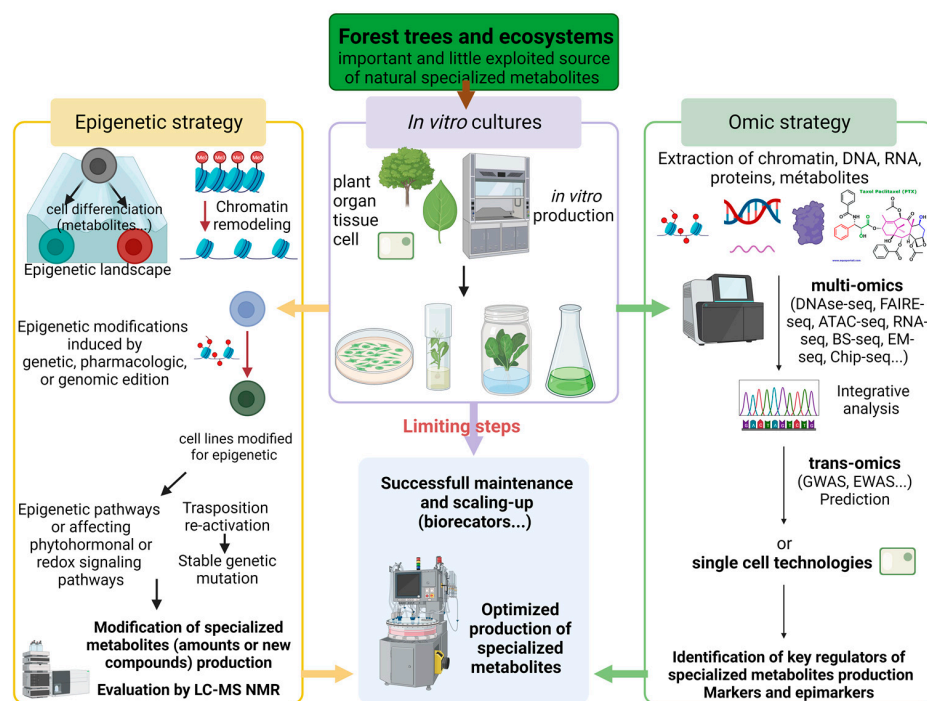 Forest trees and ecosystems
important and little exploited source
of natural specialized metabolites
Epigenetic strategy
Me3 Me3 Me3 Me3
cell differenciation
(metabolites...)
Chromatin
remodeling
Epigenetic landscape
Epigenetic modifications
induced by
genetic, pharmacologic,
or genomic edition
cell lines modified
for epigenetic
Epigenetic pathways
or affecting
phytohormonal or
redox signaling
pathways
Trasposition
re-activation
Stable genetic
mutation
Modification of specialized
metabolites (amounts or new
compounds) production
Evaluation by LC-MS NMR
In vitro cultures
plant
organ
tissue
cell
in vitro
production
Limiting steps
Successfull maintenance
and scaling-up
(biorecators...)
Optimized
production of
specialized
metabolites
Omic strategy
Extraction of chromatin, DNA, RNA,
proteins, métabolites
Taxol Paclitaxel (PTX)
multi-omics
(DNAse-seq, FAIRE-
seq, ATAC-seq, RNA-
seq, BS-seq, EM-
seq, Chip-seq...)
Integrative
analysis
trans-omics
(GWAS, EWAS...)
Prediction
or
single cell technologies
Identification of key regulators of
specialized metabolites production
Markers and epimarkers